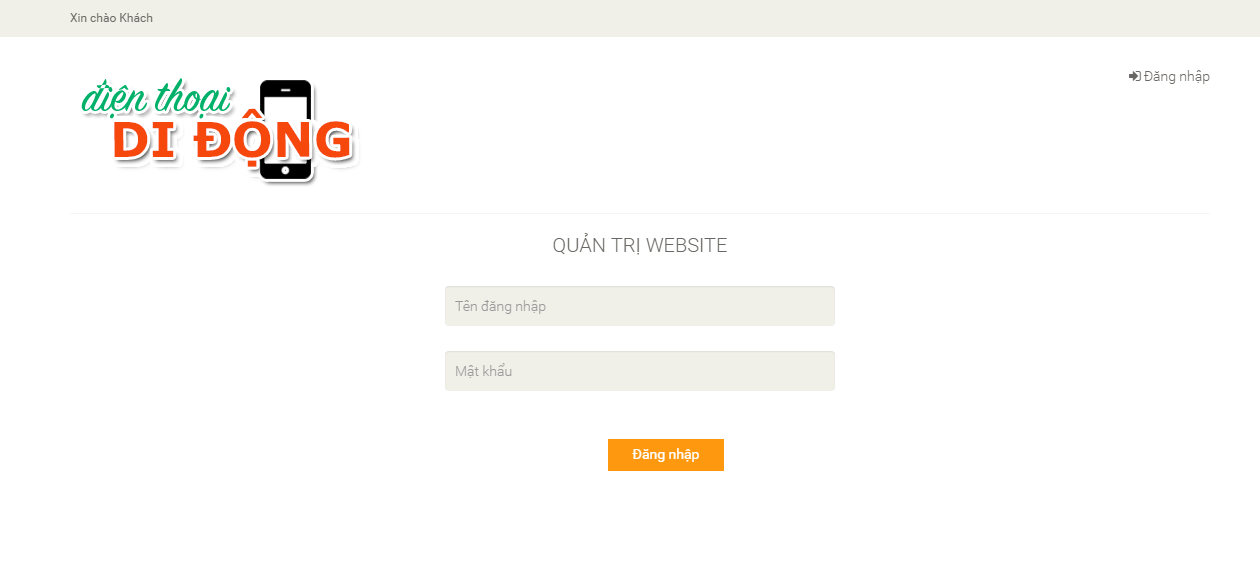 Xin chào Khách
Đăng nhập
điện thoại
DI ĐỘNG
QUẢN TRỊ WEBSITE
Tên đăng nhập
Mật khẩu
Đăng nhập